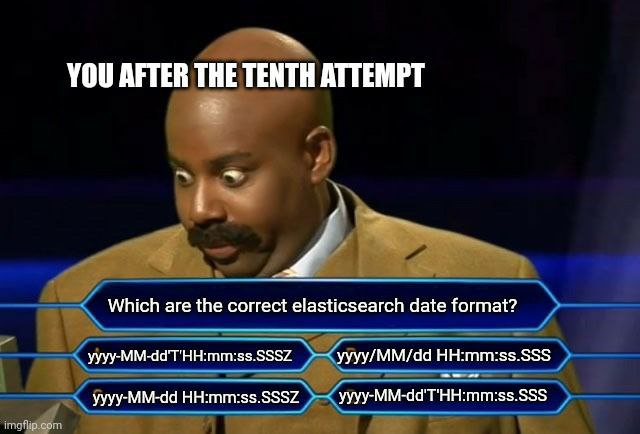 YOU AFTER THE TENTH ATTEMPT
Which are the correct elasticsearch date format?
yyyy-MM-dd'T'HH:mm:ss.SSSZ
yyyy/MM/dd HH:mm:ss.SSS
yyyy-MM-dd HH:mm:ss.SSSZ
yyyy-MM-dd'T'HH:mm:ss.SSS
imgflip.com